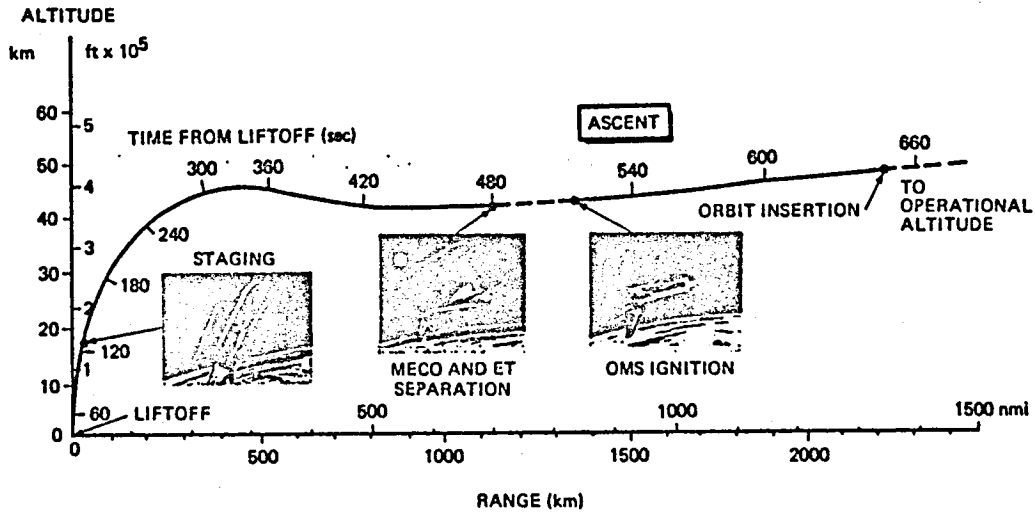 ALTITUDE
km ft x 10⁵
60 5
ASCENT
TIME FROM LIFTOFF (sec)
50 300 360 420 480 540 600 660
4
40 ORBIT INSERTION TO
OPERATIONAL
ALTITUDE
240
3 STAGING
30 180
2
20
120
1
10
MECO AND ET
SEPARATION
OMS IGNITION
60 LIFTOFF
500 1000 1500 nmi
0
0 500 1000 1500 2000
RANGE (km)